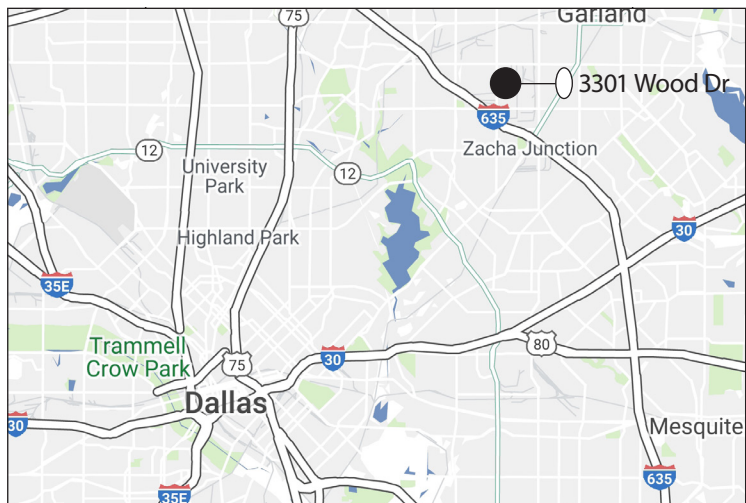 75
Garland
3301 Wood Dr
635
Zacha Junction
12
University
Park
12
Highland Park
30
35E
Trammell
Crow Park
75
30
80
Dallas
30
Mesquite
635
35E